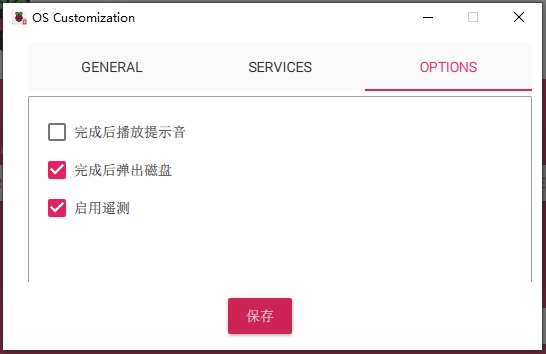 OS Customization
GENERAL SERVICES OPTIONS
完成后播放提示音
完成后弹出磁盘
启用遥测
保存